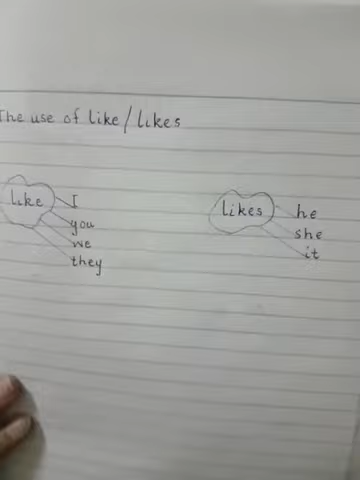 The use of like/likes
like I
you
we
they
likes he
she
it